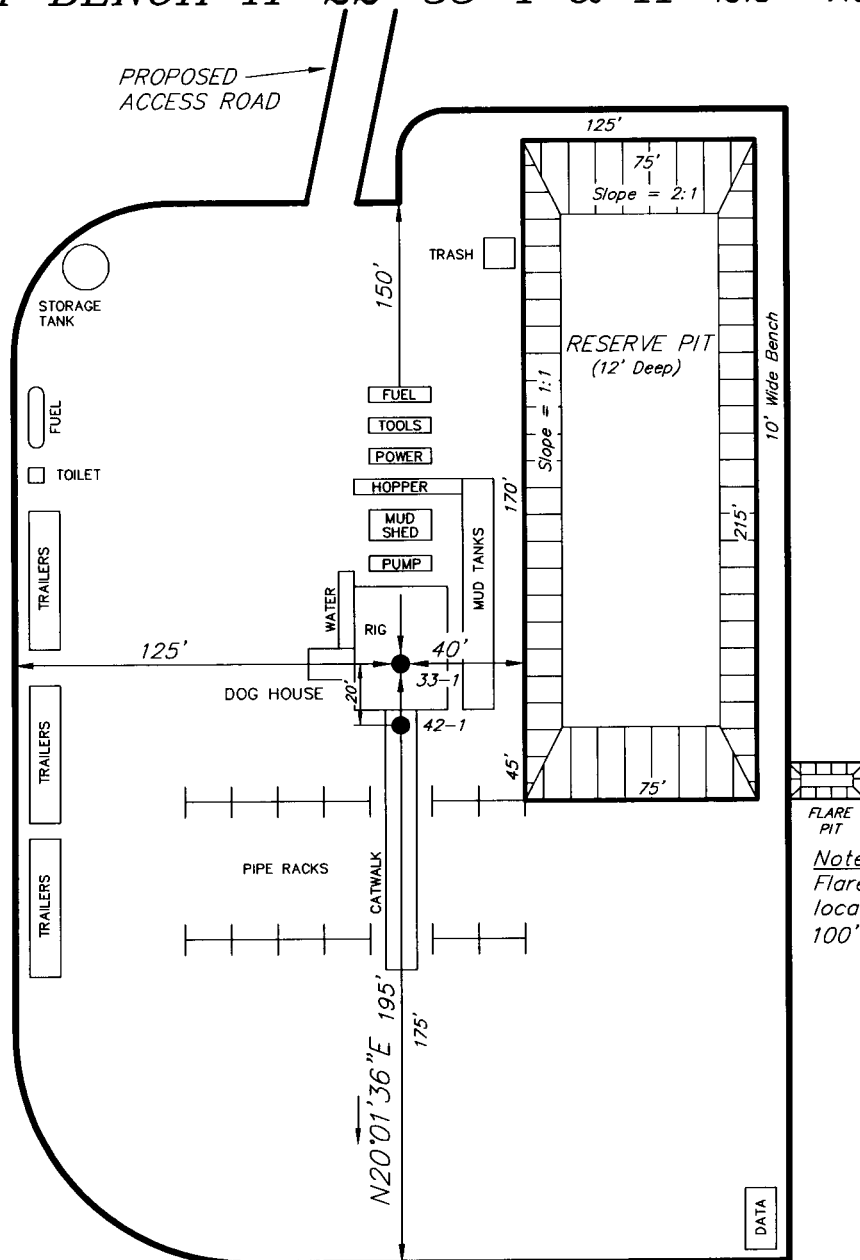 BENCH
PROPOSED
ACCESS ROAD
125'
75'
Slope = 2:1
TRASH
STORAGE
TANK
150'
RESERVE PIT
(12' Deep)
10' Wide Bench
Slope = 1:1
FUEL
FUEL
TOOLS
POWER
TOILET
HOPPER
170'
MUD
SHED
215'
PUMP
MUD TANKS
TRAILERS
WATER
RIG
125'
40'
33-1
DOG HOUSE
20'
42-1
TRAILERS
45'
75'
FLARE
PIT
PIPE RACKS
CATWALK
TRAILERS
Note
Flare
loca
100'
N20°01'36"E 195'
175'
DATA